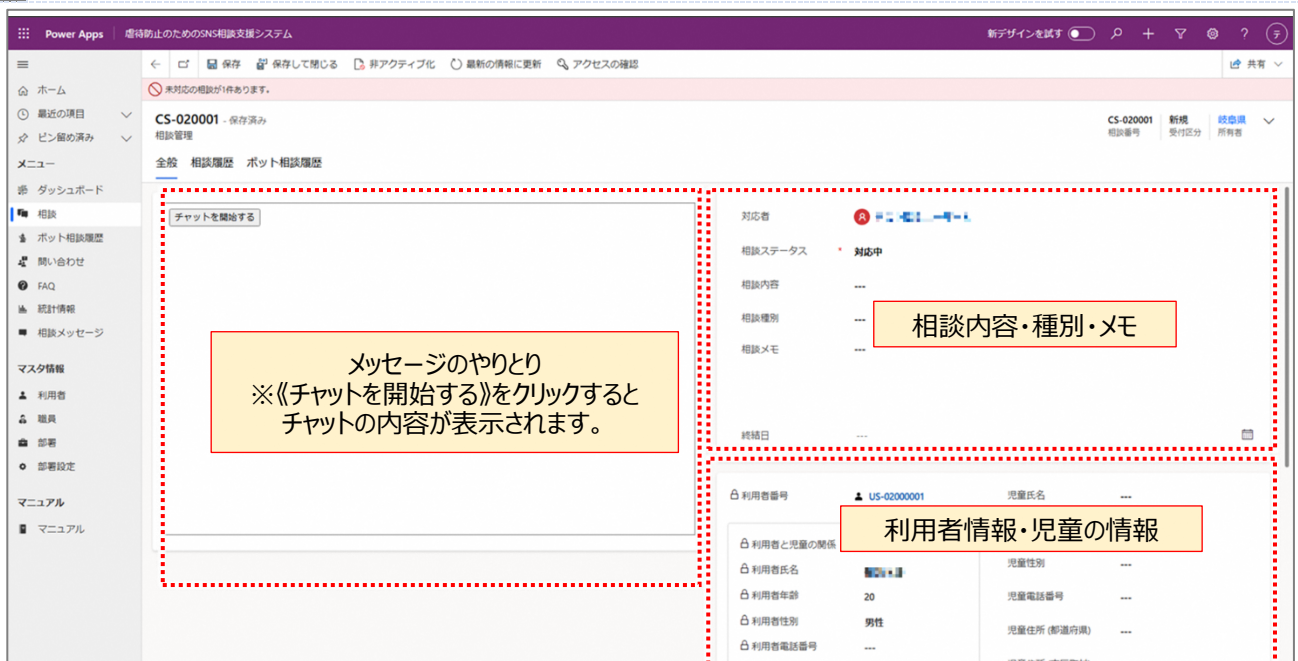 Power Apps 虐待防止のためのSNS相談支援システム 新デザインを試す
保存 保存して閉じる 非アクティブ化 最新の情報に更新 アクセスの確認 共有
未対応の相談が1件あります。
ホーム
最近の項目
ピン留め済み
メニュー
ダッシュボード
相談
ボット相談履歴
問い合わせ
FAQ
統計情報
相談メッセージ
マスタ情報
利用者
職員
部署
部署設定
マニュアル
マニュアル
CS-020001 - 保存済み
相談管理
CS-020001 新規 岐阜県
相談番号 受付区分 所有者
全般 相談履歴 ボット相談履歴
チャットを開始する
メッセージのやりとり
※《チャットを開始する》をクリックすると
チャットの内容が表示されます。
対応者
相談ステータス * 対応中
相談内容 ---
相談種別 ---
相談メモ ---
終結日 ---
相談内容・種別・メモ
利用者番号 US-02000001 児童氏名 ---
利用者情報・児童の情報
利用者と児童の関係
利用者氏名 児童性別 ---
利用者年齢 20 児童電話番号 ---
利用者性別 男性 児童住所 (都道府県) ---
利用者電話番号 ---